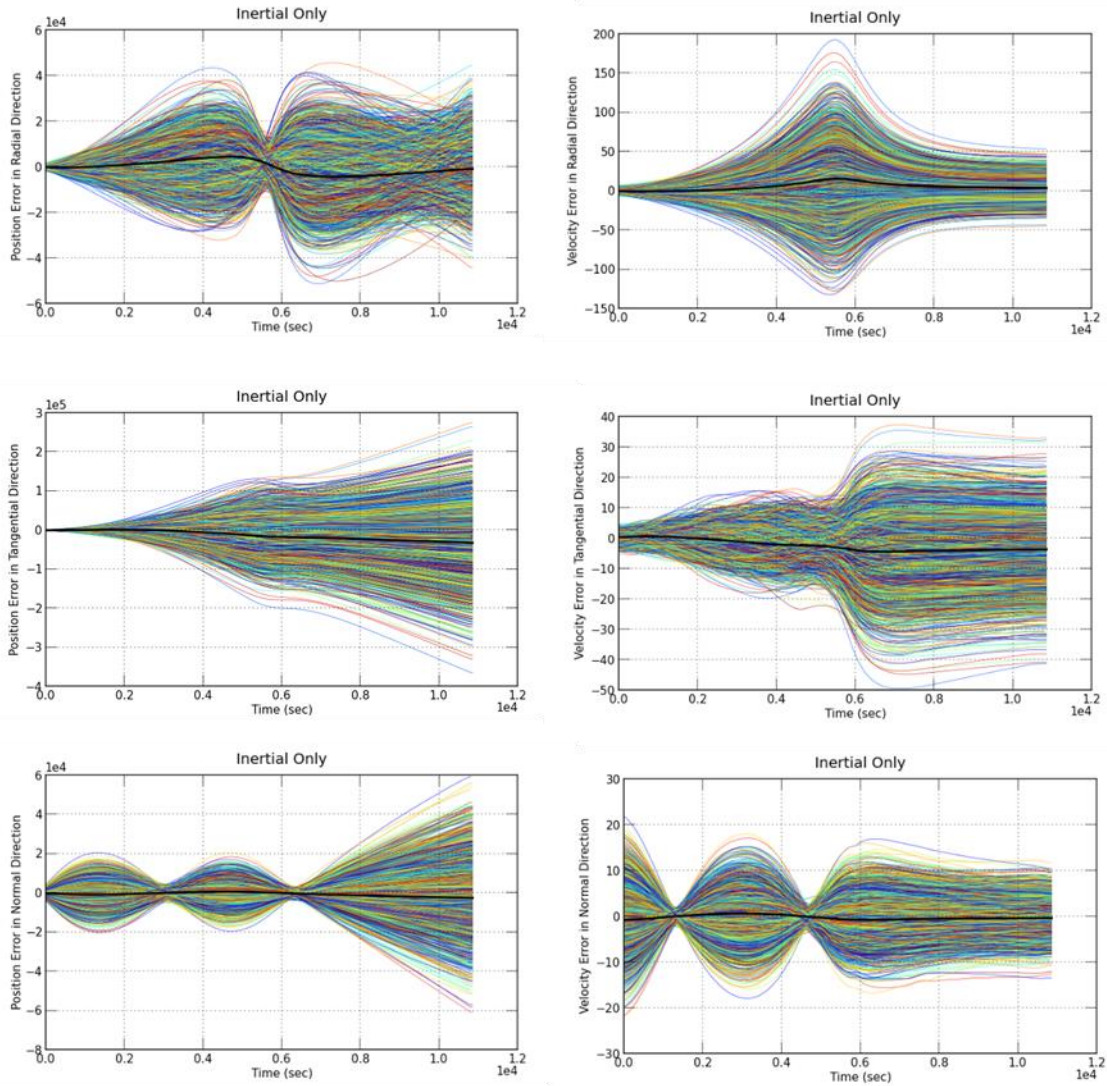 Inertial Only
1e4
6
4
2
0
−2
−4
−6
Position Error in Radial Direction
0.0 0.2 0.4 0.6 0.8 1.0 1.2
Time (sec)
1e4
Inertial Only
200
150
100
50
0
−50
−100
−150
Velocity Error in Radial Direction
0.0 0.2 0.4 0.6 0.8 1.0 1.2
Time (sec)
1e4
Inertial Only
1e5
3
2
1
0
−1
−2
−3
−4
Position Error in Tangential Direction
0.0 0.2 0.4 0.6 0.8 1.0 1.2
Time (sec)
1e4
Inertial Only
40
30
20
10
0
−10
−20
−30
−40
−50
Velocity Error in Tangential Direction
0.0 0.2 0.4 0.6 0.8 1.0 1.2
Time (sec)
1e4
Inertial Only
1e4
6
4
2
0
−2
−4
−6
−8
Position Error in Normal Direction
0.0 0.2 0.4 0.6 0.8 1.0 1.2
Time (sec)
1e4
Inertial Only
30
20
10
0
−10
−20
−30
Velocity Error in Normal Direction
0.0 0.2 0.4 0.6 0.8 1.0 1.2
Time (sec)
1e4